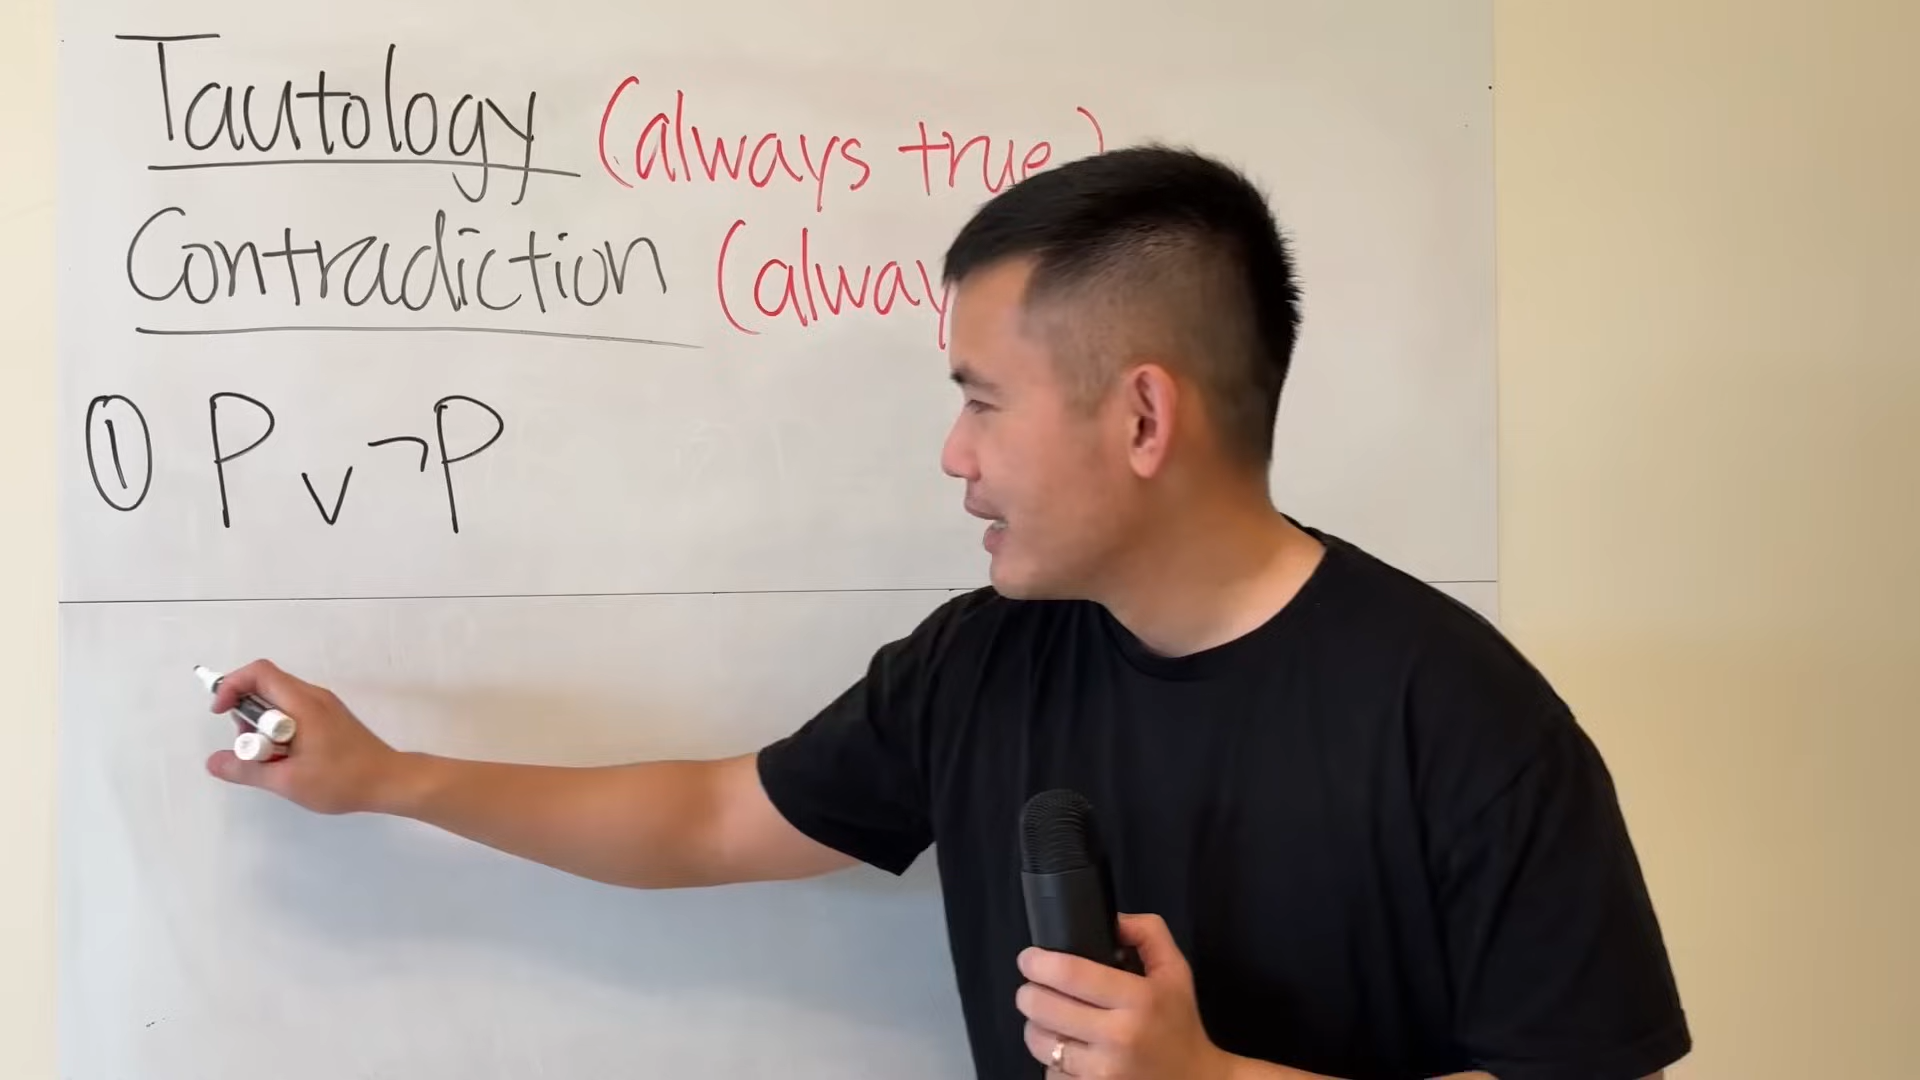 Tautology (always true)
Contradiction (alway
① P ∨ ¬P